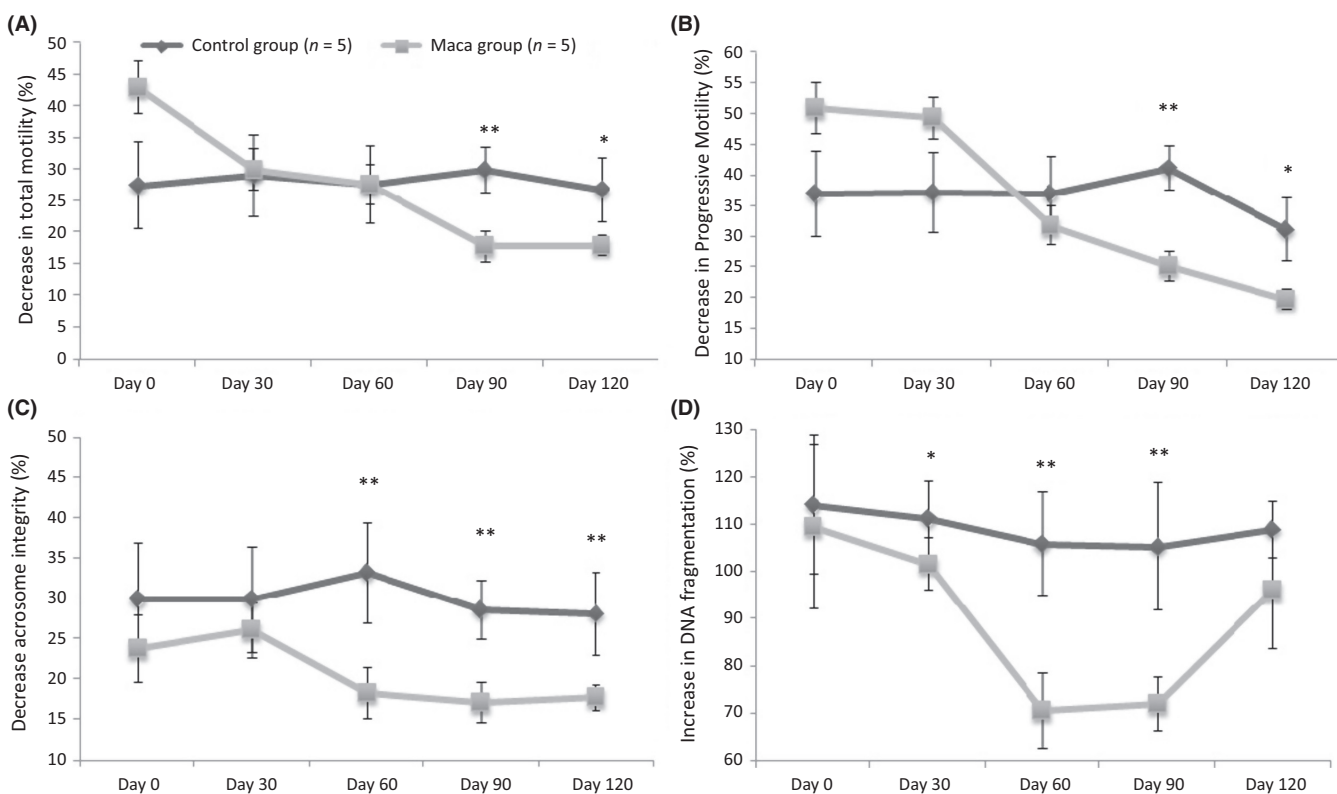 (A)
Control group (n = 5)
Maca group (n = 5)
Decrease in total motility (%)
50
45
40
35
30
25
20
15
10
5
0
**
*
Day 0
Day 30
Day 60
Day 90
Day 120
(B)
Decrease in Progressive Motility (%)
60
55
50
45
40
35
30
25
20
15
10
**
*
Day 0
Day 30
Day 60
Day 90
Day 120
(C)
Decrease acrosome integrity (%)
50
45
40
35
30
25
20
15
10
**
**
**
Day 0
Day 30
Day 60
Day 90
Day 120
(D)
Increase in DNA fragmentation (%)
130
120
110
100
90
80
70
60
*
**
**
Day 0
Day 30
Day 60
Day 90
Day 120